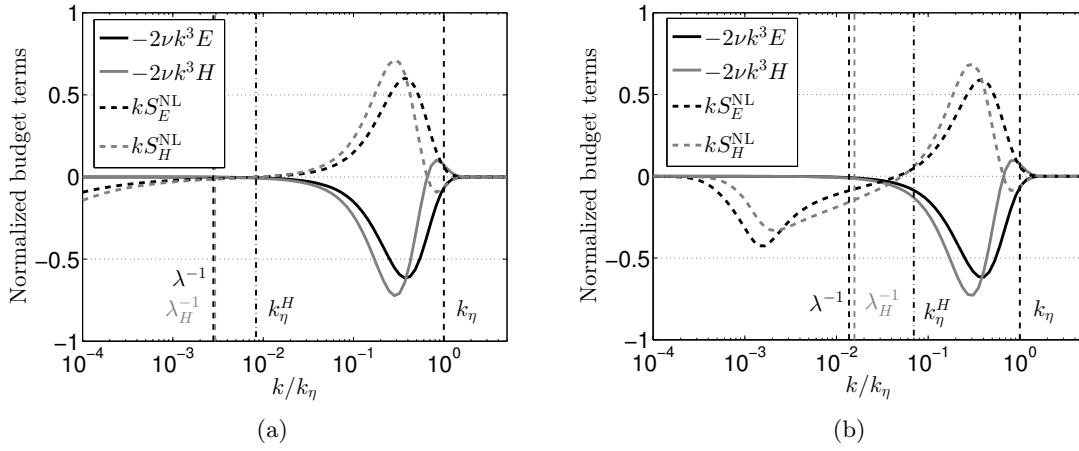 1
0.5
0
−0.5
−1
Normalized budget terms
−2νk³E
−2νk³H
kS_E^NL
kS_H^NL
λ⁻¹
λ_H⁻¹
k_η^H
k_η
10⁻⁴ 10⁻³ 10⁻² 10⁻¹ 10⁰
k/k_η
(a)
1
0.5
0
−0.5
−1
Normalized budget terms
−2νk³E
−2νk³H
kS_E^NL
kS_H^NL
λ⁻¹
λ_H⁻¹
k_η^H
k_η
10⁻⁴ 10⁻³ 10⁻² 10⁻¹ 10⁰
k/k_η
(b)